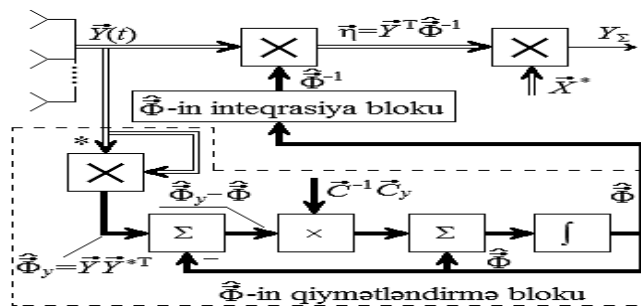 Y⃗(t)
η⃗=Y⃗ᵀΦ̂⃗⁻¹
Y_Σ
×
×
Φ̂⃗⁻¹
X⃗*
Φ̂⃗-in inteqrasiya bloku
*
×
Φ̂⃗_y−Φ̂⃗
C⃗⁻¹C⃗_y
Φ̂⃗
Σ
×
Σ
∫
−
Φ̂⃗_y=Y⃗Y⃗*ᵀ
Φ̂⃗
Φ̂⃗-in qiymətləndirmə bloku